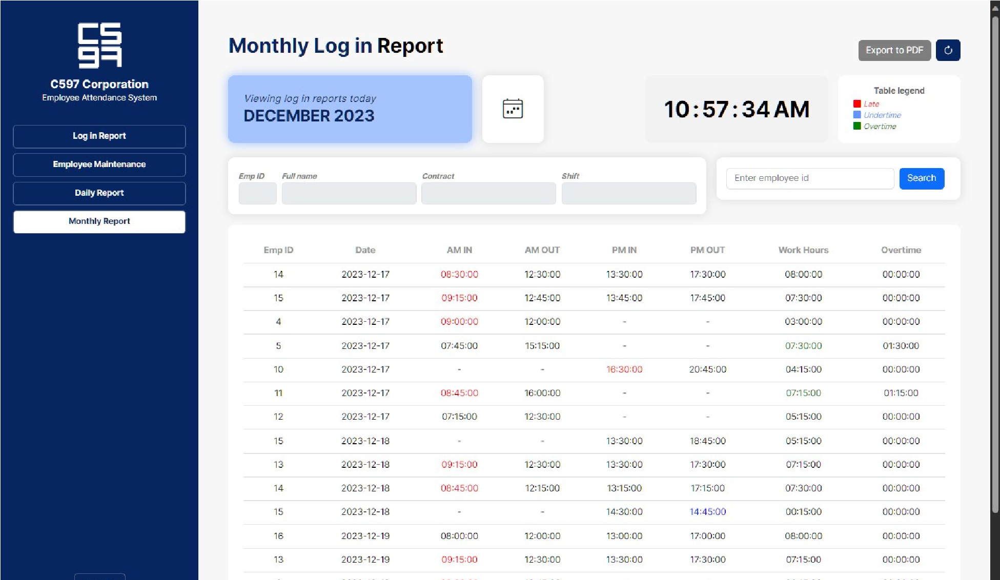 C597
C597 Corporation
Employee Attendance System
Log in Report
Employee Maintenance
Daily Report
Monthly Report
Monthly Log in Report
Export to PDF
Viewing log in reports today
DECEMBER 2023
10:57:34 AM
Table legend
Late
Undertime
Overtime
Emp ID Full name Contract Shift
Enter employee id Search
Emp ID Date AM IN AM OUT PM IN PM OUT Work Hours Overtime
14 2023-12-17 08:30:00 12:30:00 13:30:00 17:30:00 08:00:00 00:00:00
15 2023-12-17 09:15:00 12:45:00 13:45:00 17:45:00 07:30:00 00:00:00
4 2023-12-17 09:00:00 12:00:00 - - 03:00:00 00:00:00
5 2023-12-17 07:45:00 15:15:00 - - 07:30:00 01:30:00
10 2023-12-17 - - 16:30:00 20:45:00 04:15:00 00:00:00
11 2023-12-17 08:45:00 16:00:00 - - 07:15:00 01:15:00
12 2023-12-17 07:15:00 12:30:00 - - 05:15:00 00:00:00
15 2023-12-18 - - 13:30:00 18:45:00 05:15:00 00:00:00
13 2023-12-18 09:15:00 12:30:00 13:30:00 17:30:00 07:15:00 00:00:00
14 2023-12-18 08:45:00 12:15:00 13:15:00 17:15:00 07:30:00 00:00:00
15 2023-12-18 - - 14:30:00 14:45:00 00:15:00 00:00:00
16 2023-12-19 08:00:00 12:00:00 13:00:00 17:00:00 08:00:00 00:00:00
13 2023-12-19 09:15:00 12:30:00 13:30:00 17:30:00 07:15:00 00:00:00